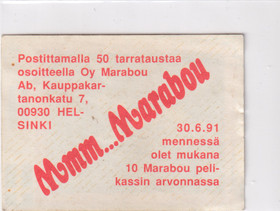 Postittamalla 50 tarrataustaa
osoitteella Oy Marabou
Ab, Kauppakar-
tanonkatu 7,
00930 HEL-
SINKI
Mmm...Marabou
30.6.91
mennessä
olet mukana
10 Marabou peli-
kassin arvonnassa